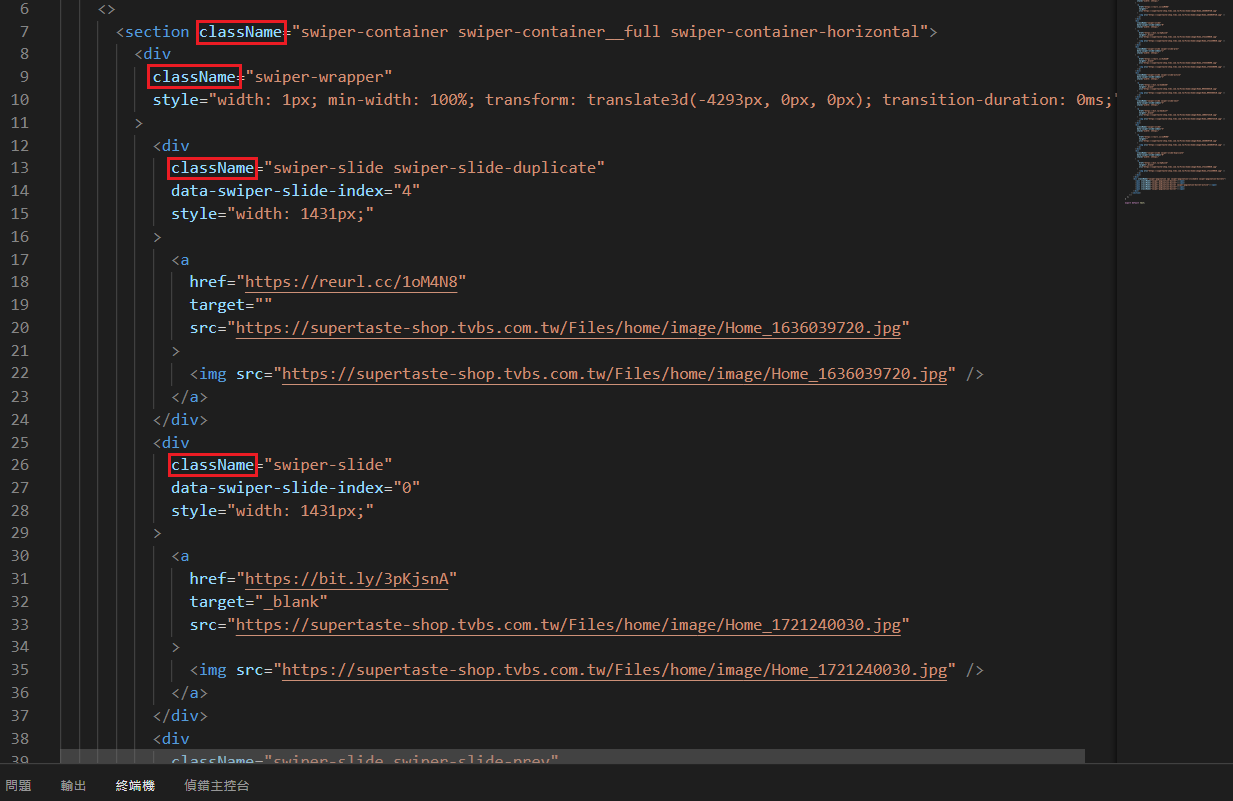 6 <>
7 <section className="swiper-container swiper-container__full swiper-container-horizontal">
8 <div
9 className="swiper-wrapper"
10 style="width: 1px; min-width: 100%; transform: translate3d(-4293px, 0px, 0px); transition-duration: 0ms;"
11 >
12 <div
13 className="swiper-slide swiper-slide-duplicate"
14 data-swiper-slide-index="4"
15 style="width: 1431px;"
16 >
17 <a
18 href="https://reurl.cc/1oM4N8"
19 target=""
20 src="https://supertaste-shop.tvbs.com.tw/Files/home/image/Home_1636039720.jpg"
21 >
22 <img src="https://supertaste-shop.tvbs.com.tw/Files/home/image/Home_1636039720.jpg" />
23 </a>
24 </div>
25 <div
26 className="swiper-slide"
27 data-swiper-slide-index="0"
28 style="width: 1431px;"
29 >
30 <a
31 href="https://bit.ly/3pKjsnA"
32 target="_blank"
33 src="https://supertaste-shop.tvbs.com.tw/Files/home/image/Home_1721240030.jpg"
34 >
35 <img src="https://supertaste-shop.tvbs.com.tw/Files/home/image/Home_1721240030.jpg" />
36 </a>
37 </div>
38 <div
39 className="swiper-slide swiper-slide-prev"
問題 輸出 終端機 偵錯主控台